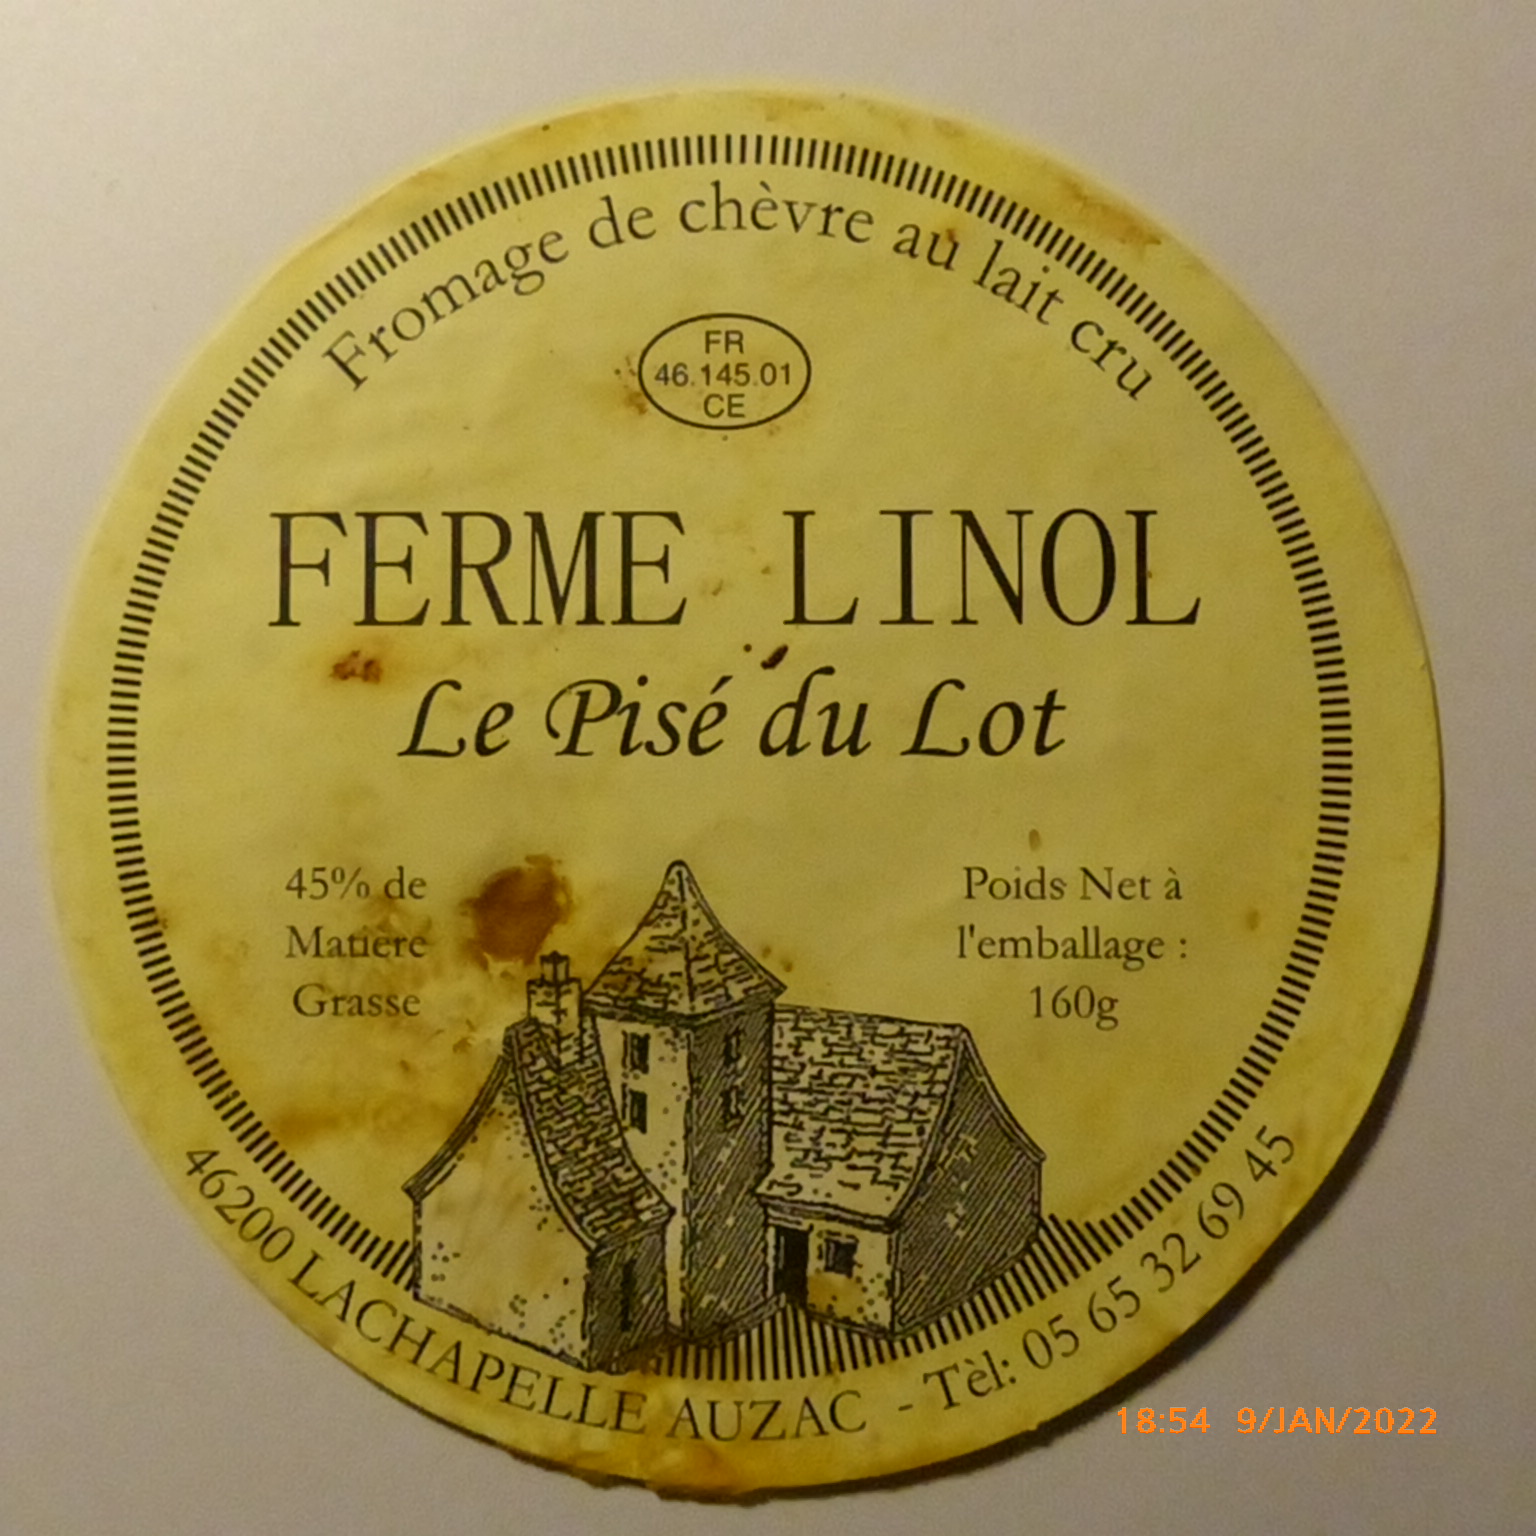 Fromage de chèvre au lait cru
FR
46.145.01
CE
FERME LINOL
Le Pisé du Lot
45% de
Matiere
Grasse
Poids Net à
l'emballage :
160g
46200 LACHAPELLE AUZAC - Tèl: 05 65 32 69 45
18:54 9/JAN/2022